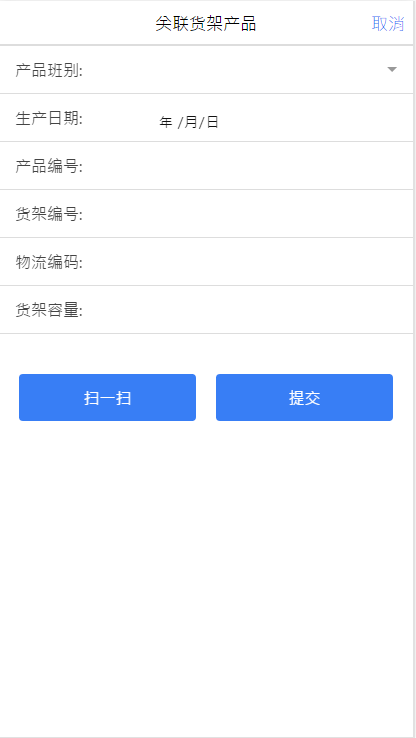 关联货架产品 取消
产品班别:
生产日期: 年 /月/日
产品编号:
货架编号:
物流编码:
货架容量:
扫一扫 提交